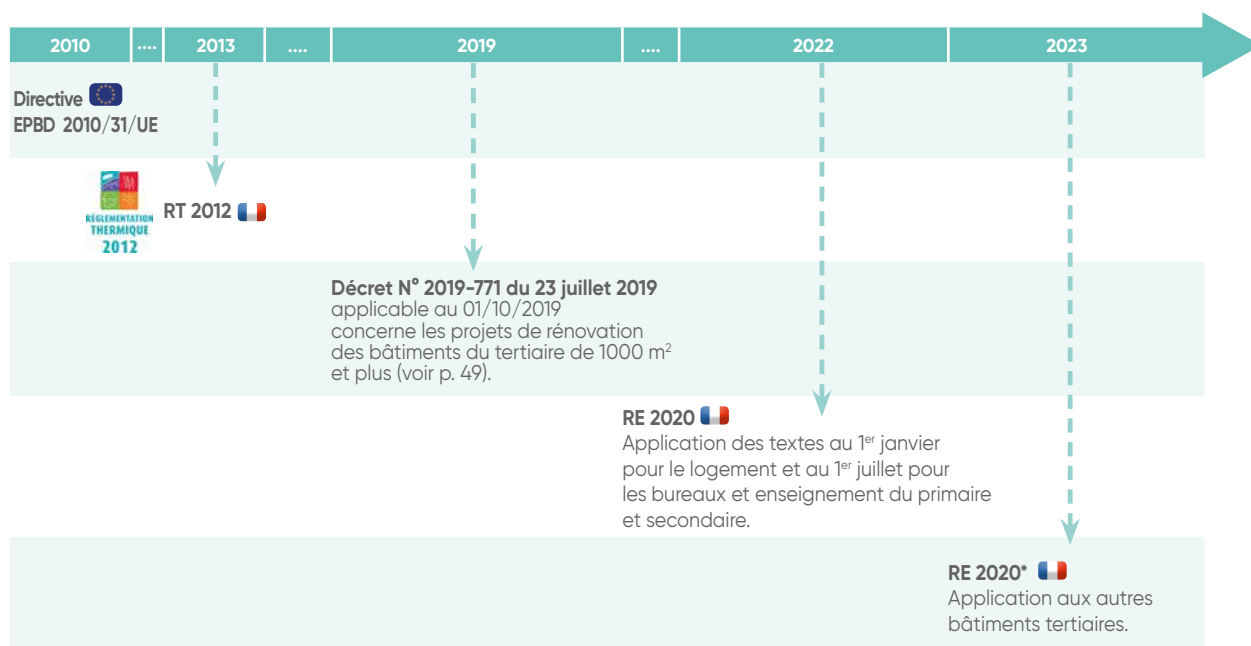 2010 .... 2013 .... 2019 .... 2022 2023
Directive
EPBD 2010/31/UE
RÉGLEMENTATION
THERMIQUE
2012
RT 2012
Décret N° 2019-771 du 23 juillet 2019
applicable au 01/10/2019
concerne les projets de rénovation
des bâtiments du tertiaire de 1000 m²
et plus (voir p. 49).
RE 2020
Application des textes au 1er janvier
pour le logement et au 1er juillet pour
les bureaux et enseignement du primaire
et secondaire.
RE 2020*
Application aux autres
bâtiments tertiaires.